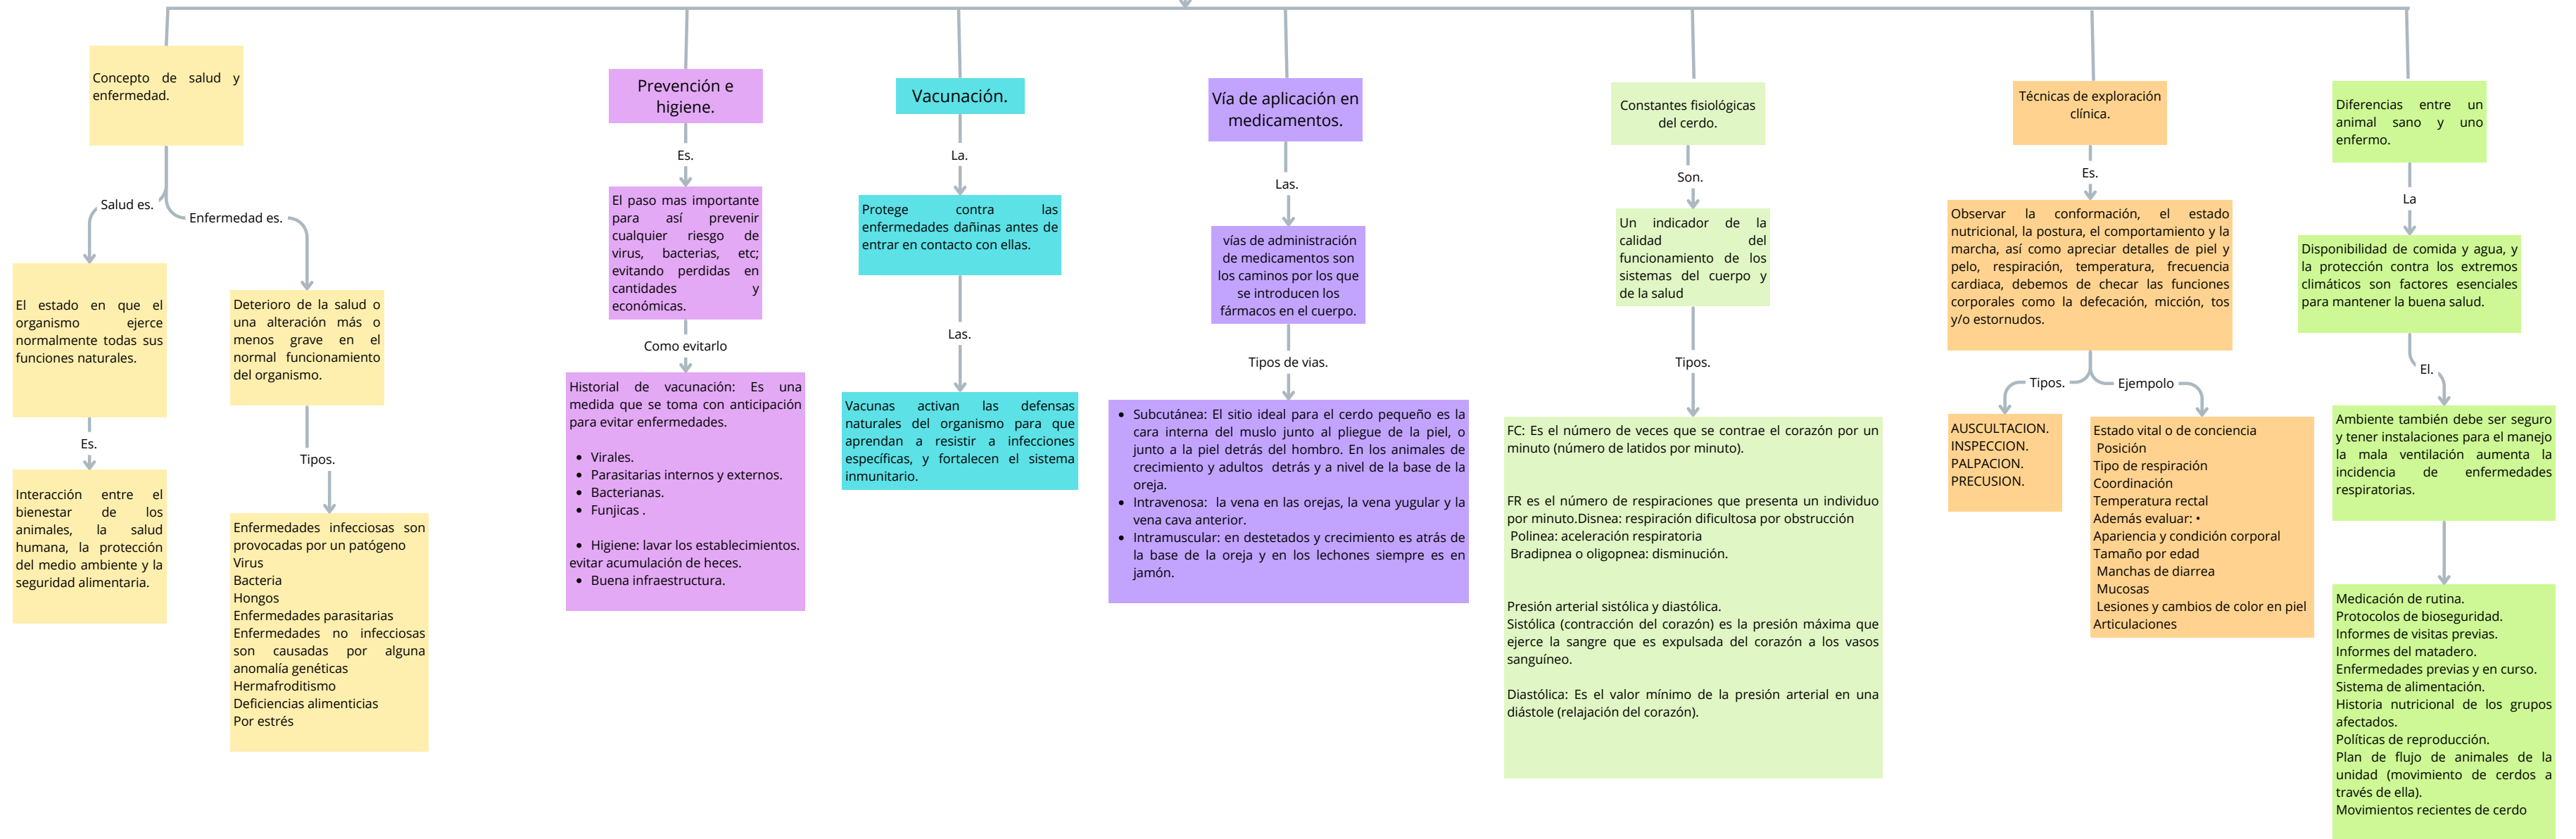 Concepto de salud y
enfermedad.
Salud es.
Enfermedad es.
El estado en que el
organismo ejerce
normalmente todas sus
funciones naturales.
Es.
Interacción entre el
bienestar de los
animales, la salud
humana, la protección
del medio ambiente y la
seguridad alimentaria.
Deterioro de la salud o
una alteración más o
menos grave en el
normal funcionamiento
del organismo.
Tipos.
Enfermedades infecciosas son
provocadas por un patógeno
Virus
Bacteria
Hongos
Enfermedades parasitarias
Enfermedades no infecciosas
son causadas por alguna
anomalía genéticas
Hermafroditismo
Deficiencias alimenticias
Por estrés
Prevención e
higiene.
Es.
El paso mas importante
para así prevenir
cualquier riesgo de
virus, bacterias, etc;
evitando perdidas en
cantidades y
económicas.
Como evitarlo
Historial de vacunación: Es una
medida que se toma con anticipación
para evitar enfermedades.
• Virales.
• Parasitarias internos y externos.
• Bacterianas.
• Funjicas .
• Higiene: lavar los establecimientos.
evitar acumulación de heces.
• Buena infraestructura.
Vacunación.
La.
Protege contra las
enfermedades dañinas antes de
entrar en contacto con ellas.
Las.
Vacunas activan las defensas
naturales del organismo para que
aprendan a resistir a infecciones
específicas, y fortalecen el sistema
inmunitario.
Vía de aplicación en
medicamentos.
Las.
vías de administración
de medicamentos son
los caminos por los que
se introducen los
fármacos en el cuerpo.
Tipos de vias.
• Subcutánea: El sitio ideal para el cerdo pequeño es la
cara interna del muslo junto al pliegue de la piel, o
junto a la piel detrás del hombro. En los animales de
crecimiento y adultos detrás y a nivel de la base de la
oreja.
• Intravenosa: la vena en las orejas, la vena yugular y la
vena cava anterior.
• Intramuscular: en destetados y crecimiento es atrás de
la base de la oreja y en los lechones siempre es en
jamón.
Constantes fisiológicas
del cerdo.
Son.
Un indicador de la
calidad del
funcionamiento de los
sistemas del cuerpo y
de la salud
Tipos.
FC: Es el número de veces que se contrae el corazón por un
minuto (número de latidos por minuto).
FR es el número de respiraciones que presenta un individuo
por minuto.Disnea: respiración dificultosa por obstrucción
Polinea: aceleración respiratoria
Bradipnea o oligopnea: disminución.
Presión arterial sistólica y diastólica.
Sistólica (contracción del corazón) es la presión máxima que
ejerce la sangre que es expulsada del corazón a los vasos
sanguíneo.
Diastólica: Es el valor mínimo de la presión arterial en una
diástole (relajación del corazón).
Técnicas de exploración
clínica.
Es.
Observar la conformación, el estado
nutricional, la postura, el comportamiento y la
marcha, así como apreciar detalles de piel y
pelo, respiración, temperatura, frecuencia
cardiaca, debemos de checar las funciones
corporales como la defecación, micción, tos
y/o estornudos.
Tipos.
Ejempolo
AUSCULTACION.
INSPECCION.
PALPACION.
PRECUSION.
Estado vital o de conciencia
Posición
Tipo de respiración
Coordinación
Temperatura rectal
Además evaluar: •
Apariencia y condición corporal
Tamaño por edad
Manchas de diarrea
Mucosas
Lesiones y cambios de color en piel
Articulaciones
Diferencias entre un
animal sano y uno
enfermo.
La
Disponibilidad de comida y agua, y
la protección contra los extremos
climáticos son factores esenciales
para mantener la buena salud.
El.
Ambiente también debe ser seguro
y tener instalaciones para el manejo
la mala ventilación aumenta la
incidencia de enfermedades
respiratorias.
Medicación de rutina.
Protocolos de bioseguridad.
Informes de visitas previas.
Informes del matadero.
Enfermedades previas y en curso.
Sistema de alimentación.
Historia nutricional de los grupos
afectados.
Políticas de reproducción.
Plan de flujo de animales de la
unidad (movimiento de cerdos a
través de ella).
Movimientos recientes de cerdo